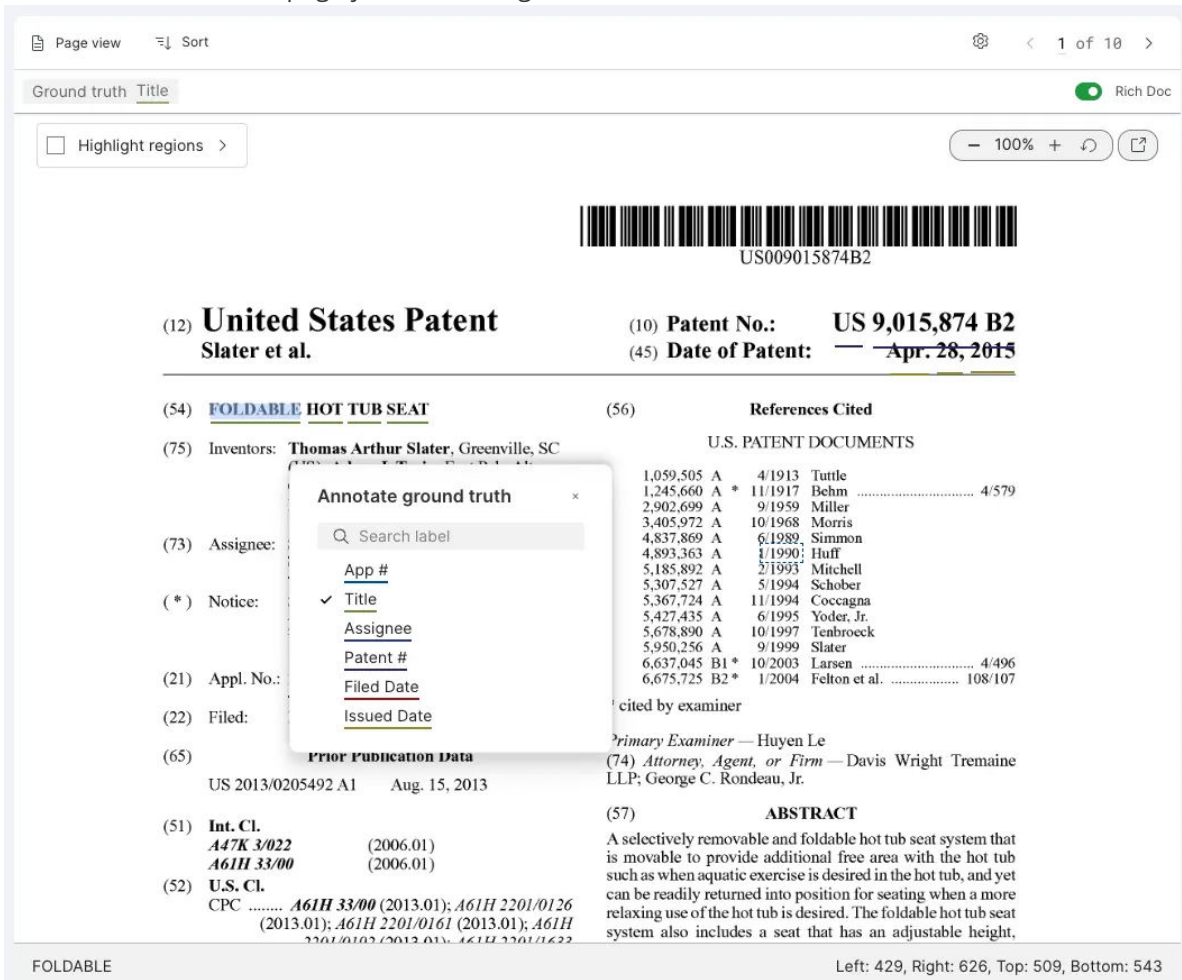 Page view Sort 1 of 10
Ground truth Title Rich Doc
Highlight regions > − 100% +
US009015874B2
(12) United States Patent
Slater et al.
(10) Patent No.: US 9,015,874 B2
(45) Date of Patent: Apr. 28, 2015
(54) FOLDABLE HOT TUB SEAT
(75) Inventors: Thomas Arthur Slater, Greenville, SC
(73) Assignee:
(*) Notice:
(21) Appl. No.:
(22) Filed:
Annotate ground truth ×
Search label
App #
✓ Title
Assignee
Patent #
Filed Date
Issued Date
(65) Prior Publication Data
US 2013/0205492 A1 Aug. 15, 2013
(51) Int. Cl.
A47K 3/022 (2006.01)
A61H 33/00 (2006.01)
(52) U.S. Cl.
CPC ........ A61H 33/00 (2013.01); A61H 2201/0126
(2013.01); A61H 2201/0161 (2013.01); A61H
2201/0192 (2013.01); A61H 2201/1633
(56) References Cited
U.S. PATENT DOCUMENTS
1,059,505 A 4/1913 Tuttle
1,245,660 A * 11/1917 Behm .............................. 4/579
2,902,699 A 9/1959 Miller
3,405,972 A 10/1968 Morris
4,837,869 A 6/1989 Simmon
4,893,363 A 1/1990 Huff
5,185,892 A 2/1993 Mitchell
5,307,527 A 5/1994 Schober
5,367,724 A 11/1994 Coccagna
5,427,435 A 6/1995 Yoder, Jr.
5,678,890 A 10/1997 Tenbroeck
5,950,256 A 9/1999 Slater
6,637,045 B1 * 10/2003 Larsen ............................. 4/496
6,675,725 B2 * 1/2004 Felton et al. .................. 108/107
* cited by examiner
Primary Examiner — Huyen Le
(74) Attorney, Agent, or Firm — Davis Wright Tremaine
LLP; George C. Rondeau, Jr.
(57) ABSTRACT
A selectively removable and foldable hot tub seat system that
is movable to provide additional free area with the hot tub
such as when aquatic exercise is desired in the hot tub, and yet
can be readily returned into position for seating when a more
relaxing use of the hot tub is desired. The foldable hot tub seat
system also includes a seat that has an adjustable height,
FOLDABLE Left: 429, Right: 626, Top: 509, Bottom: 543